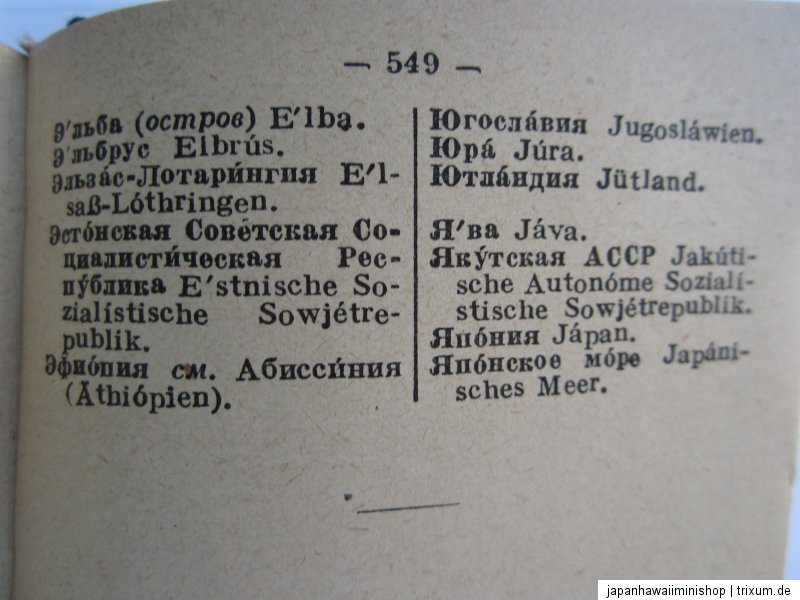 — 549 —
Э′льба (остров) E′lba.
Э′льбрус Elbrús.
Эльза́с-Лотари́нгия E′l-
saß-Lóthringen.
Эсто́нская Сове́тская Со-
циалисти́ческая Рес-
пу́блика E′stnische So-
zialístische Sowjétre-
publik.
Эфио́пия см. Абисси́ния
(Äthiópien).
Югосла́вия Jugosláwien.
Юра́ Júra.
Ютла́ндия Jütland.
Я′ва Jáva.
Яку́тская АССР Jakúti-
sche Autonóme Soziali-
stische Sowjétrepublik.
Япо́ния Jápan.
Япо́нское мо́ре Japáni-
sches Meer.
japanhawaiiminishop | trixum.de